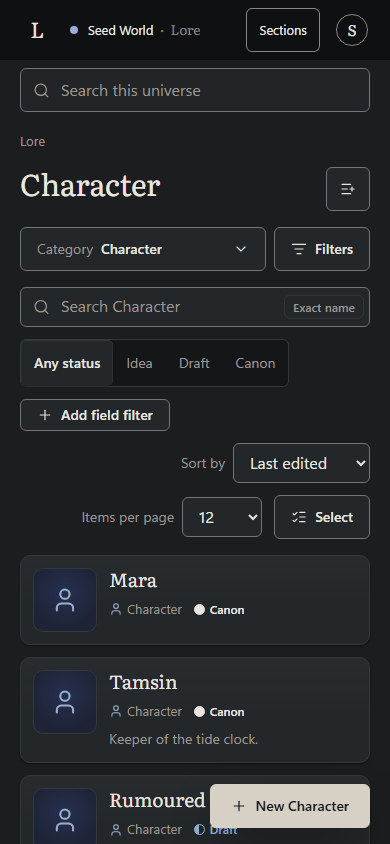 L Seed World · Lore Sections S
Search this universe
Lore
Character
Category Character Filters
Search Character Exact name
Any status Idea Draft Canon
Add field filter
Sort by Last edited
Items per page 12 Select
Mara
Character Canon
Tamsin
Character Canon
Keeper of the tide clock.
Rumoured
New Character
Character Draft